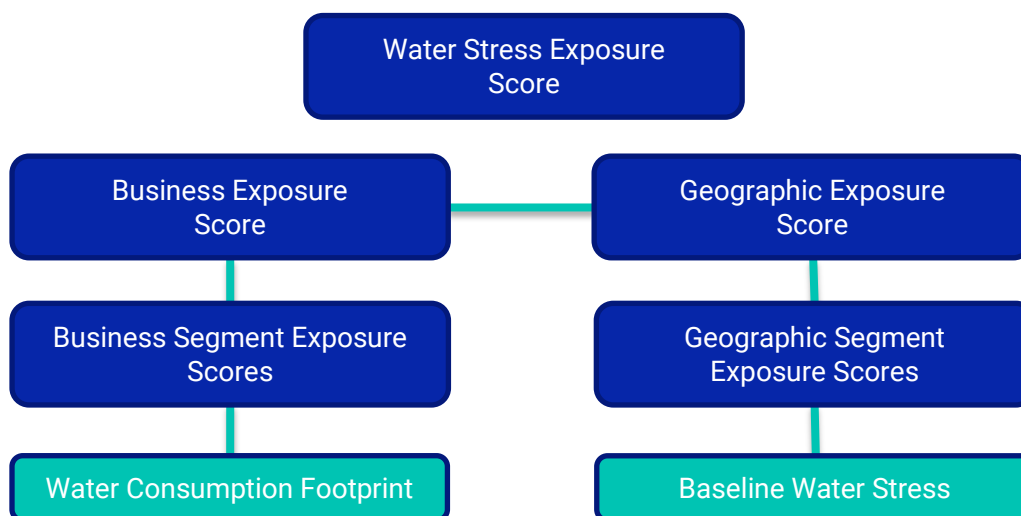 Water Stress Exposure
Score
Business Exposure
Score
Geographic Exposure
Score
Business Segment Exposure
Scores
Geographic Segment
Exposure Scores
Water Consumption Footprint
Baseline Water Stress